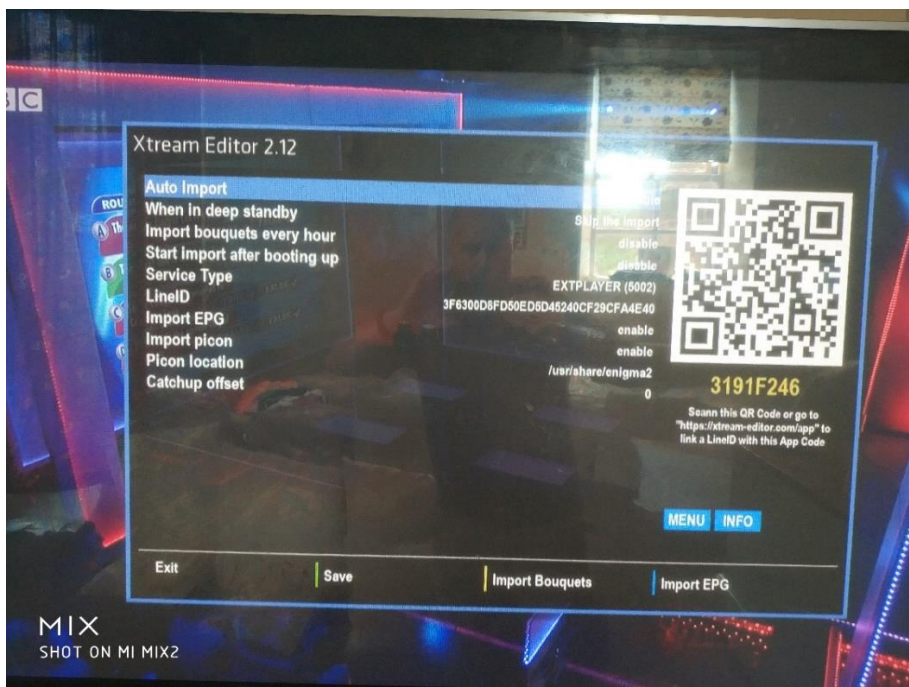 C
Xtream Editor 2.12
Auto Import
When in deep standby Skip the import
Import bouquets every hour disable
Start Import after booting up disable
Service Type EXTPLAYER (5002)
LineID 3F6300D6FD50ED5D45240CF29CFA4E40
Import EPG enable
Import picon enable
Picon location /usr/share/enigma2
Catchup offset 0
3191F246
Scann this QR Code or go to
"https://xtream-editor.com/app" to
link a LineID with this App Code
MENU INFO
Exit Save Import Bouquets Import EPG
ROU
A Th
B
MIX
SHOT ON MI MIX2